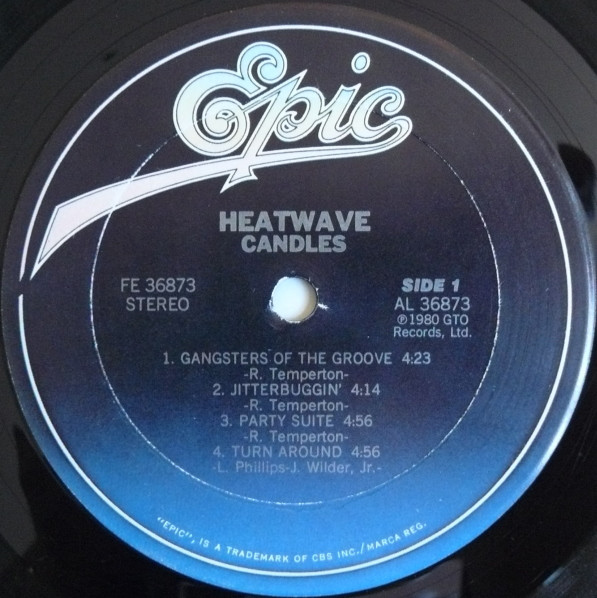 Epic
HEATWAVE
CANDLES
FE 36873
STEREO
SIDE 1
AL 36873
℗1980 GTO
Records, Ltd.
1. GANGSTERS OF THE GROOVE 4:23
-R. Temperton-
2. JITTERBUGGIN' 4:14
-R. Temperton-
3. PARTY SUITE 4:56
-R. Temperton-
4. TURN AROUND 4:56
-L. Phillips-J. Wilder, Jr.-
"EPIC", IS A TRADEMARK OF CBS INC./MARCA REG.